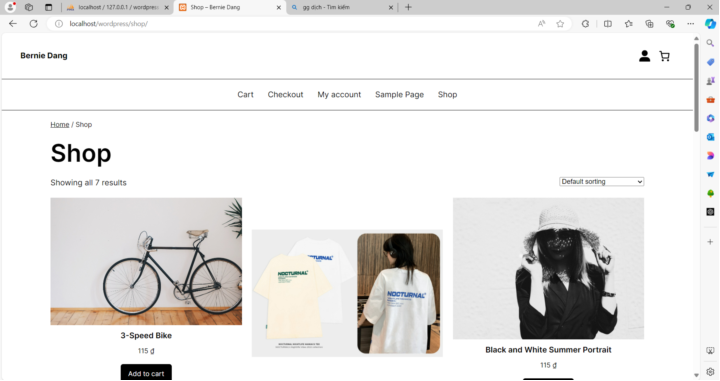 localhost / 127.0.0.1 / wordpress
Shop – Bernie Dang
gg dịch - Tìm kiếm
localhost/wordpress/shop/
Bernie Dang
Cart Checkout My account Sample Page Shop
Home / Shop
Shop
Showing all 7 results
Default sorting
NOCTURNAL
NOCTURNAL
NOCTURNAL
3-Speed Bike
115 ₫
Add to cart
Black and White Summer Portrait
115 ₫